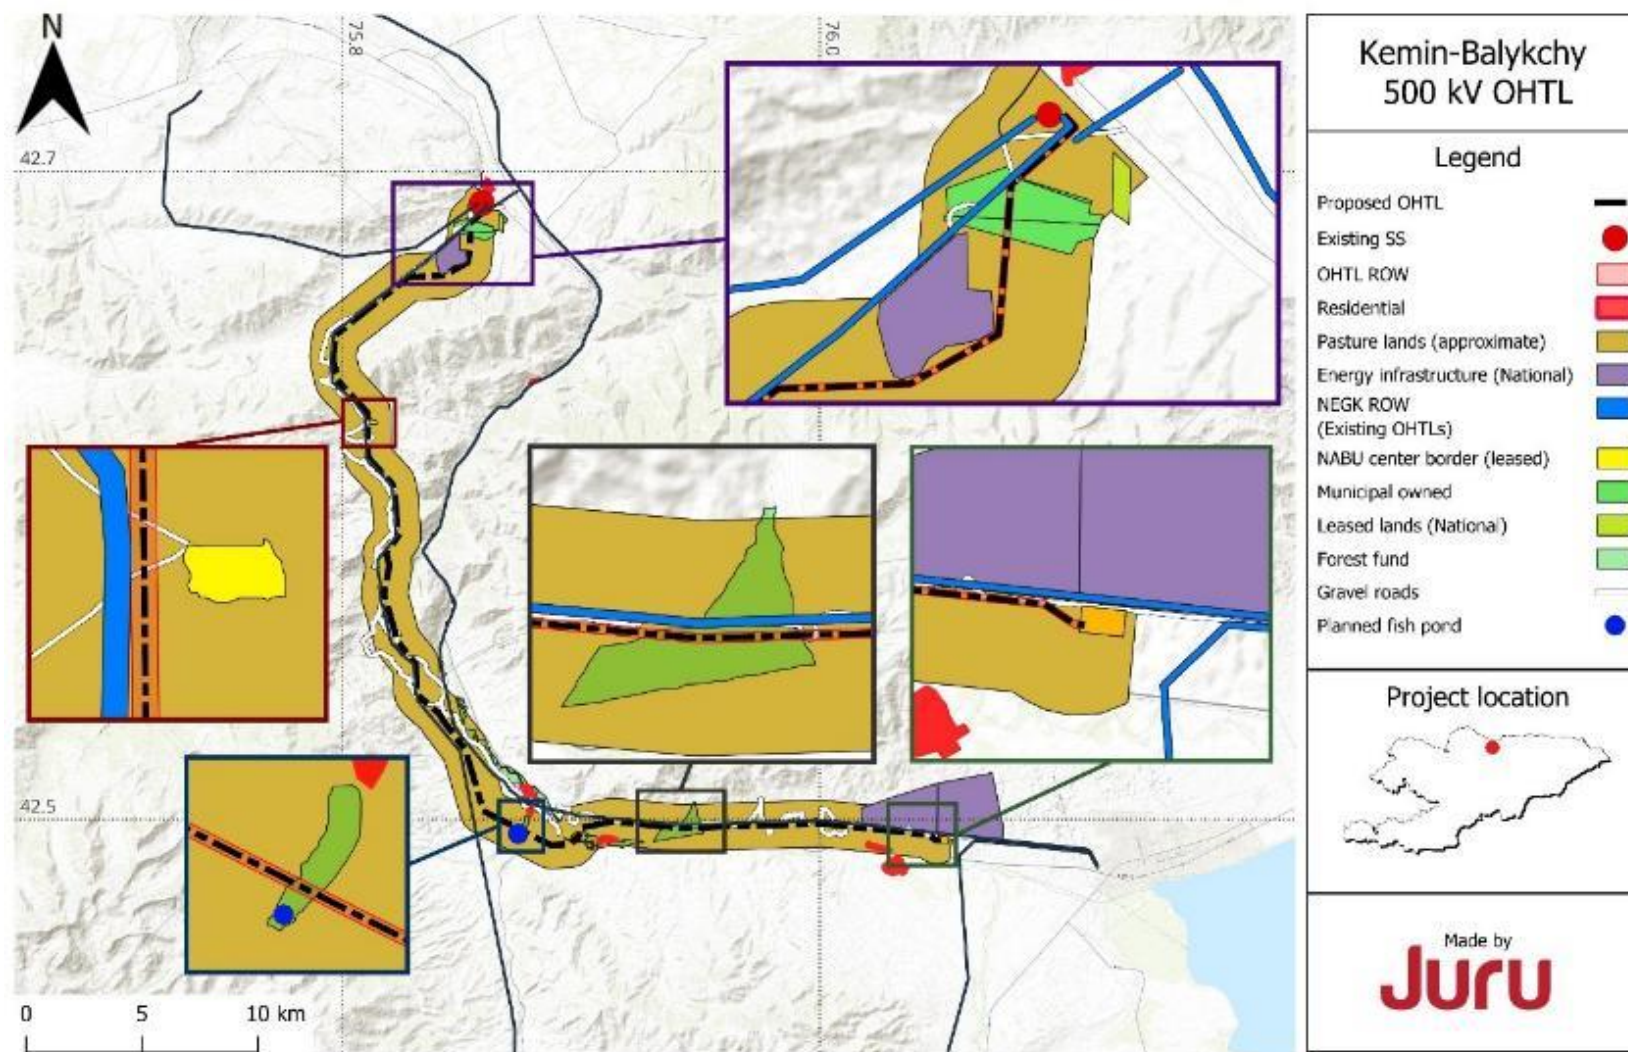 N
75.8
76.0
42.7
42.5
0 5 10 km
Kemin-Balykchy
500 kV OHTL
Legend
Proposed OHTL
Existing SS
OHTL ROW
Residential
Pasture lands (approximate)
Energy infrastructure (National)
NEGK ROW
(Existing OHTLs)
NABU center border (leased)
Municipal owned
Leased lands (National)
Forest fund
Gravel roads
Planned fish pond
Project location
Made by
Juru